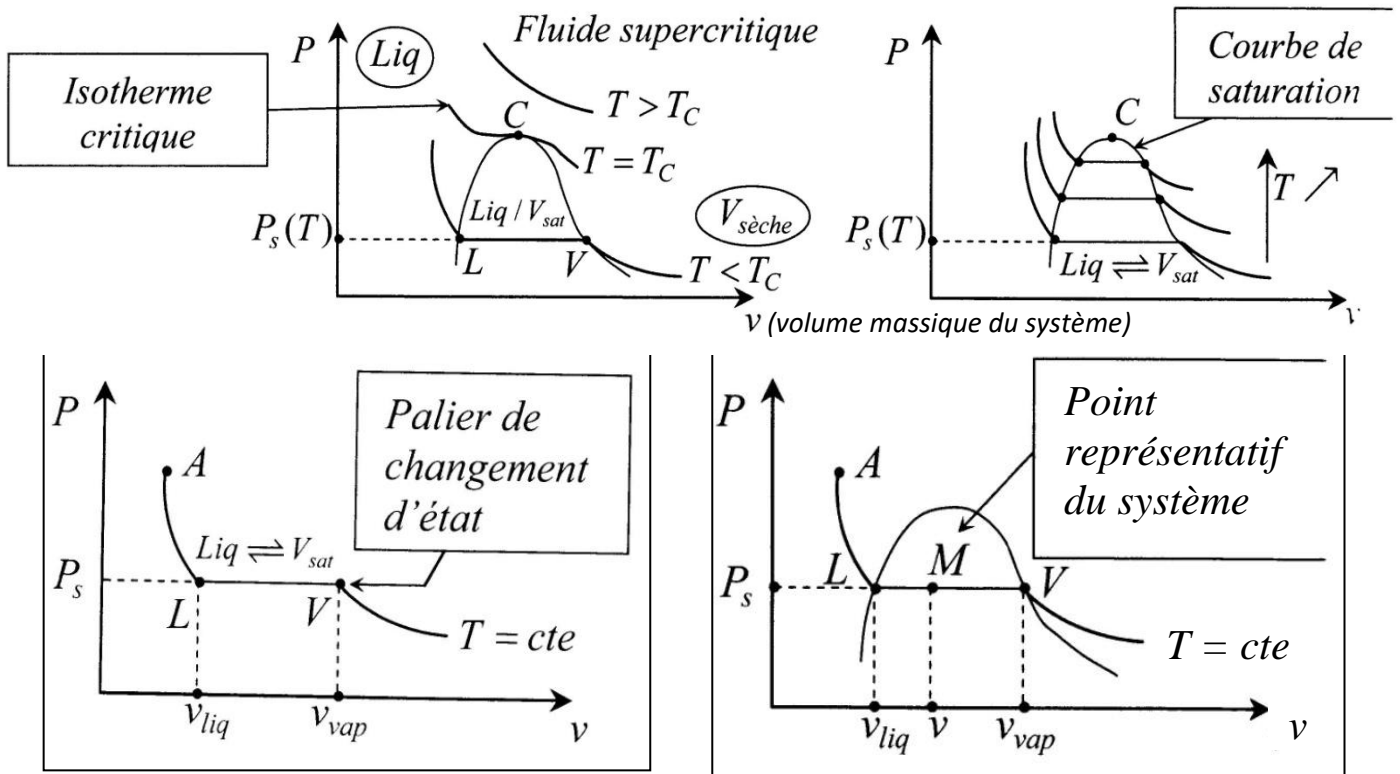 P
Liq
Fluide supercritique
Isotherme
critique
C
T > T_C
T = T_C
P_s(T)
Liq / V_sat
V_sèche
L
V
T < T_C
v (volume massique du système)
P
Courbe de
saturation
C
T ↗
P_s(T)
Liq ⇌ V_sat
v
P
A
Palier de
changement
d'état
Liq ⇌ V_sat
P_s
L
V
T = cte
v_liq
v_vap
v
P
A
Point
représentatif
du système
P_s
L
M
V
T = cte
v_liq
v
v_vap
v